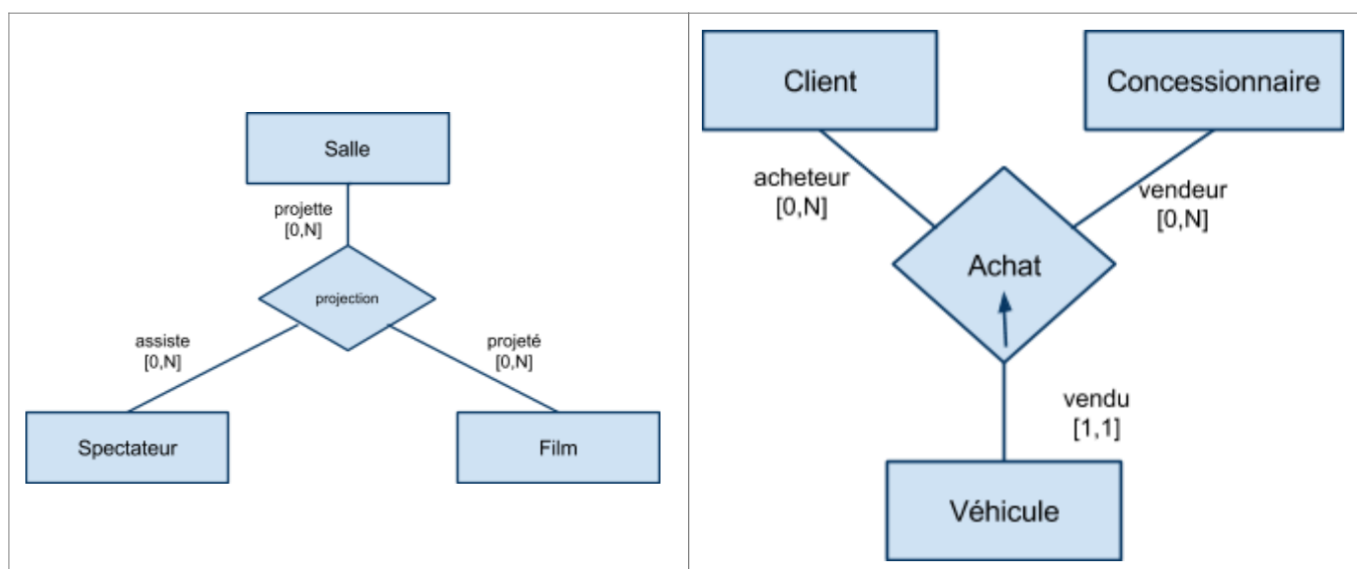 Salle
projette
[0,N]
projection
assiste
[0,N]
projeté
[0,N]
Spectateur
Film
Client
Concessionnaire
acheteur
[0,N]
vendeur
[0,N]
Achat
vendu
[1,1]
Véhicule